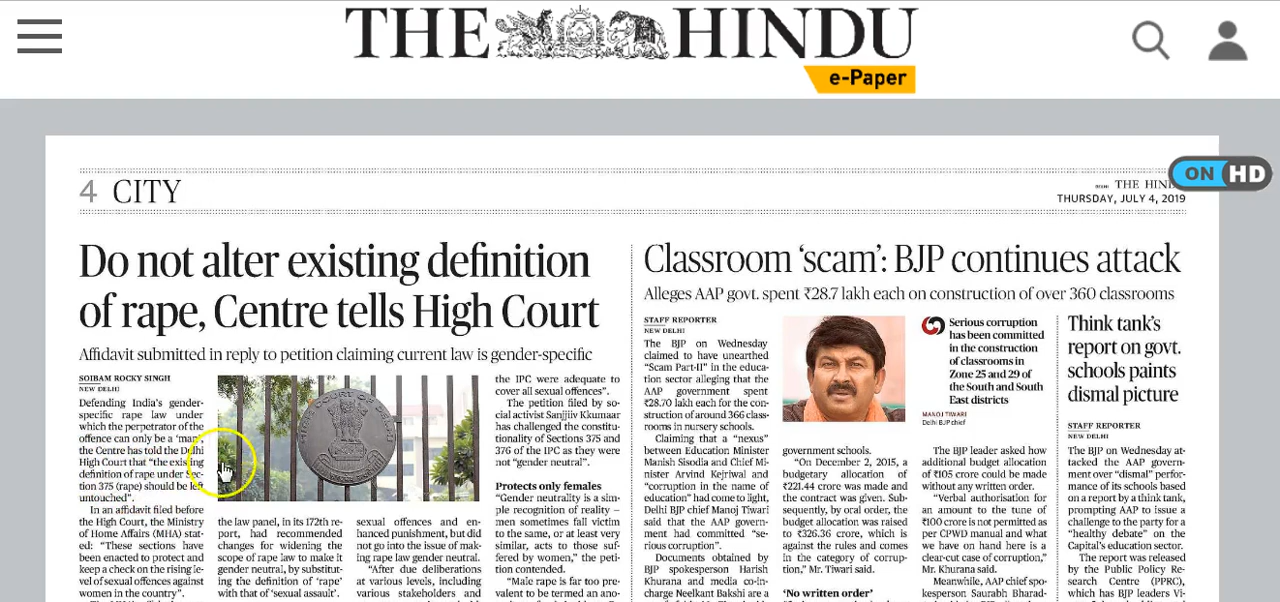 THE HINDU
e-Paper
ON HD
4 CITY
THE HIND
THURSDAY, JULY 4, 2019
Do not alter existing definition
of rape, Centre tells High Court
Affidavit submitted in reply to petition claiming current law is gender-specific
SOIBAM ROCKY SINGH
NEW DELHI
Defending India's gender-
specific rape law under
which the perpetrator of the
offence can only be a 'man',
the Centre has told the Delhi
High Court that "the existing
definition of rape under Sec-
tion 375 (rape) should be left
untouched".
In an affidavit filed before
the High Court, the Ministry
of Home Affairs (MHA) stat-
ed: "These sections have
been enacted to protect and
keep a check on the rising le-
vel of sexual offences against
women in the country".
the law panel, in its 172th re-
port, had recommended
changes for widening the
scope of rape law to make it
gender neutral, by substitut-
ing the definition of 'rape'
with that of 'sexual assault'.
sexual offences and en-
hanced punishment, but did
not go into the issue of mak-
ing rape law gender neutral.
"After due deliberations
at various levels, including
various stakeholders and
the IPC were adequate to
cover all sexual offences".
The petition filed by so-
cial activist Sanjjiiv Kkumaar
has challenged the constitu-
tionality of Sections 375 and
376 of the IPC as they were
not "gender neutral".
Protects only females
"Gender neutrality is a sim-
ple recognition of reality –
men sometimes fall victim
to the same, or at least very
similar, acts to those suf-
fered by women," the peti-
tion contended.
"Male rape is far too pre-
valent to be termed an ano-
Classroom 'scam': BJP continues attack
Alleges AAP govt. spent ₹28.7 lakh each on construction of over 360 classrooms
STAFF REPORTER
NEW DELHI
The BJP on Wednesday
claimed to have unearthed
"Scam Part-II" in the educa-
tion sector alleging that the
AAP government spent
₹28.70 lakh each for the con-
struction of around 366 class-
rooms in nursery schools.
Claiming that a "nexus"
between Education Minister
Manish Sisodia and Chief Mi-
nister Arvind Kejriwal and
"corruption in the name of
education" had come to light,
Delhi BJP chief Manoj Tiwari
said that the AAP govern-
ment had committed "se-
rious corruption".
Documents obtained by
BJP spokesperson Harish
Khurana and media co-in-
charge Neelkant Bakshi are a
government schools.
"On December 2, 2015, a
budgetary allocation of
₹221.44 crore was made and
the contract was given. Sub-
sequently, by oral order, the
budget allocation was raised
to ₹326.36 crore, which is
against the rules and comes
in the category of corrup-
tion," Mr. Tiwari said.
'No written order'
Serious corruption
has been committed
in the construction
of classrooms in
Zone 25 and 29 of
the South and South
East districts
MANOJ TIWARI
Delhi BJP chief
The BJP leader asked how
additional budget allocation
of ₹105 crore could be made
without any written order.
"Verbal authorisation for
an amount to the tune of
₹100 crore is not permitted as
per CPWD manual and what
we have on hand here is a
clear-cut case of corruption,"
Mr. Khurana said.
Meanwhile, AAP chief spo-
kesperson Saurabh Bharad-
Think tank's
report on govt.
schools paints
dismal picture
STAFF REPORTER
NEW DELHI
The BJP on Wednesday at-
tacked the AAP govern-
ment over "dismal" perfor-
mance of its schools based
on a report by a think tank,
prompting AAP to issue a
challenge to the party for a
"healthy debate" on the
Capital's education sector.
The report was released
by the Public Policy Re-
search Centre (PPRC),
which has BJP leaders Vi-